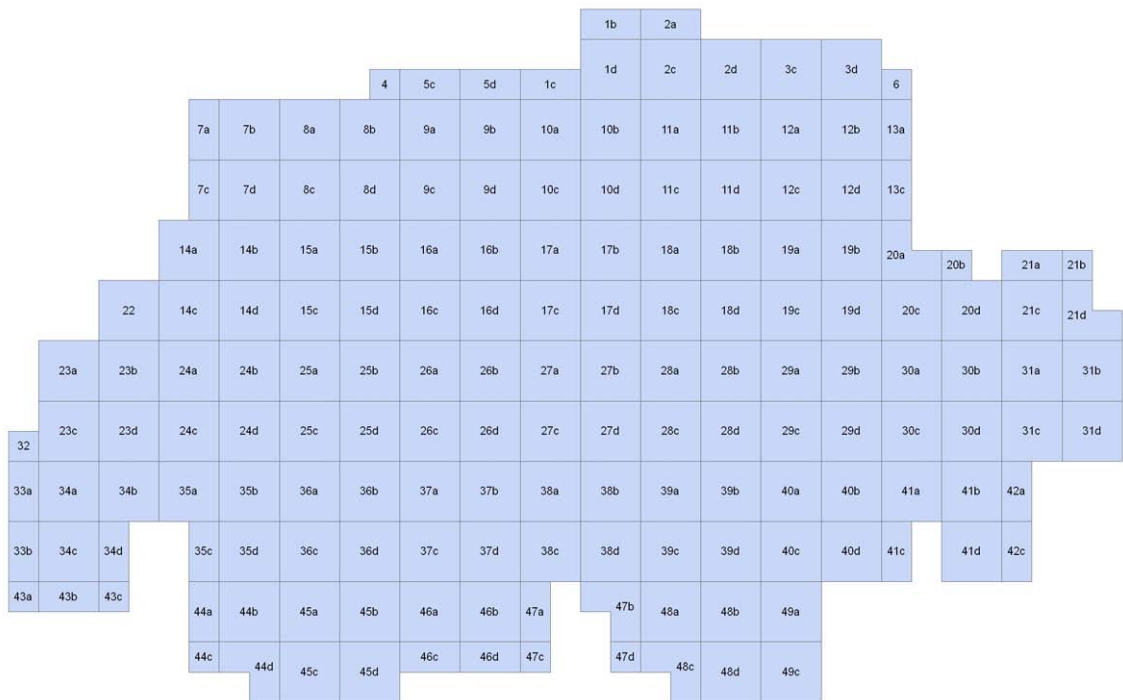 1b 2a
1d 2c 2d 3c 3d
4 5c 5d 1c 6
7a 7b 8a 8b 9a 9b 10a 10b 11a 11b 12a 12b 13a
7c 7d 8c 8d 9c 9d 10c 10d 11c 11d 12c 12d 13c
14a 14b 15a 15b 16a 16b 17a 17b 18a 18b 19a 19b 20a
20b 21a 21b
22 14c 14d 15c 15d 16c 16d 17c 17d 18c 18d 19c 19d 20c 20d 21c 21d
23a 23b 24a 24b 25a 25b 26a 26b 27a 27b 28a 28b 29a 29b 30a 30b 31a 31b
23c 23d 24c 24d 25c 25d 26c 26d 27c 27d 28c 28d 29c 29d 30c 30d 31c 31d
32
33a 34a 34b 35a 35b 36a 36b 37a 37b 38a 38b 39a 39b 40a 40b 41a 41b 42a
33b 34c 34d 35c 35d 36c 36d 37c 37d 38c 38d 39c 39d 40c 40d 41c 41d 42c
43a 43b 43c 44a 44b 45a 45b 46a 46b 47a 47b 48a 48b 49a
44c 44d 45c 45d 46c 46d 47c 47d 48c 48d 49c